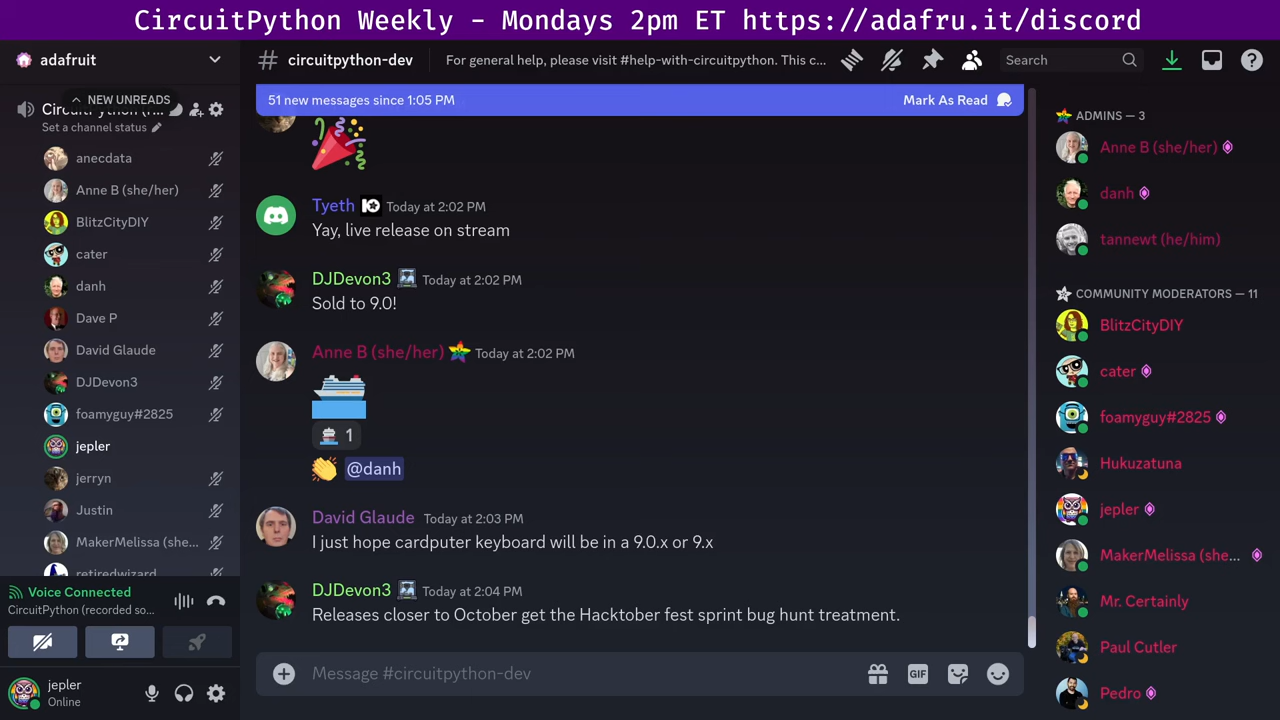 CircuitPython Weekly - Mondays 2pm ET https://adafru.it/discord
adafruit
NEW UNREADS
Set a channel status
anecdata
Anne B (she/her)
BlitzCityDIY
cater
danh
Dave P
David Glaude
DJDevon3
foamyguy#2825
jepler
jerryn
Justin
MakerMelissa (she...
retiredwizard
Voice Connected
CircuitPython (recorded so...
jepler
Online
circuitpython-dev
For general help, please visit #help-with-circuitpython. This c...
Search
51 new messages since 1:05 PM
Mark As Read
Tyeth Today at 2:02 PM
Yay, live release on stream
DJDevon3 Today at 2:02 PM
Sold to 9.0!
Anne B (she/her) Today at 2:02 PM
1
@danh
David Glaude Today at 2:03 PM
I just hope cardputer keyboard will be in a 9.0.x or 9.x
DJDevon3 Today at 2:04 PM
Releases closer to October get the Hacktober fest sprint bug hunt treatment.
Message #circuitpython-dev
GIF
ADMINS — 3
Anne B (she/her)
danh
tannewt (he/him)
COMMUNITY MODERATORS — 11
BlitzCityDIY
cater
foamyguy#2825
Hukuzatuna
jepler
MakerMelissa (she...
Mr. Certainly
Paul Cutler
Pedro